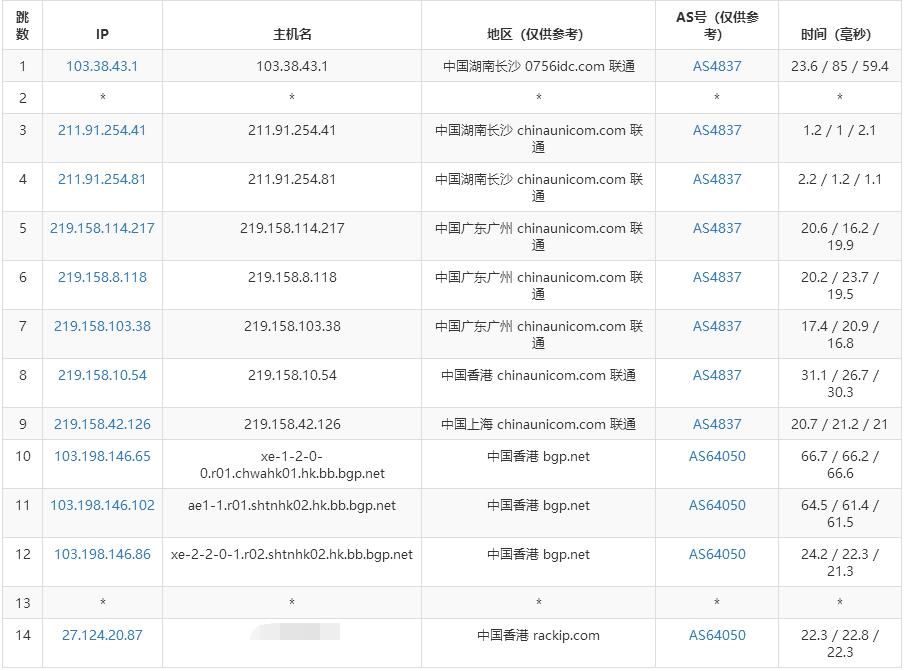 跳数 IP 主机名 地区（仅供参考） AS号（仅供参考） 时间（毫秒）
1 103.38.43.1 103.38.43.1 中国湖南长沙 0756idc.com 联通 AS4837 23.6 / 85 / 59.4
2 * * * * *
3 211.91.254.41 211.91.254.41 中国湖南长沙 chinaunicom.com 联通 AS4837 1.2 / 1 / 2.1
4 211.91.254.81 211.91.254.81 中国湖南长沙 chinaunicom.com 联通 AS4837 2.2 / 1.2 / 1.1
5 219.158.114.217 219.158.114.217 中国广东广州 chinaunicom.com 联通 AS4837 20.6 / 16.2 / 19.9
6 219.158.8.118 219.158.8.118 中国广东广州 chinaunicom.com 联通 AS4837 20.2 / 23.7 / 19.5
7 219.158.103.38 219.158.103.38 中国广东广州 chinaunicom.com 联通 AS4837 17.4 / 20.9 / 16.8
8 219.158.10.54 219.158.10.54 中国香港 chinaunicom.com 联通 AS4837 31.1 / 26.7 / 30.3
9 219.158.42.126 219.158.42.126 中国上海 chinaunicom.com 联通 AS4837 20.7 / 21.2 / 21
10 103.198.146.65 xe-1-2-0-0.r01.chwahk01.hk.bb.bgp.net 中国香港 bgp.net AS64050 66.7 / 66.2 / 66.6
11 103.198.146.102 ae1-1.r01.shtnhk02.hk.bb.bgp.net 中国香港 bgp.net AS64050 64.5 / 61.4 / 61.5
12 103.198.146.86 xe-2-2-0-1.r02.shtnhk02.hk.bb.bgp.net 中国香港 bgp.net AS64050 24.2 / 22.3 / 21.3
13 * * * * *
14 27.124.20.87 中国香港 rackip.com AS64050 22.3 / 22.8 / 22.3